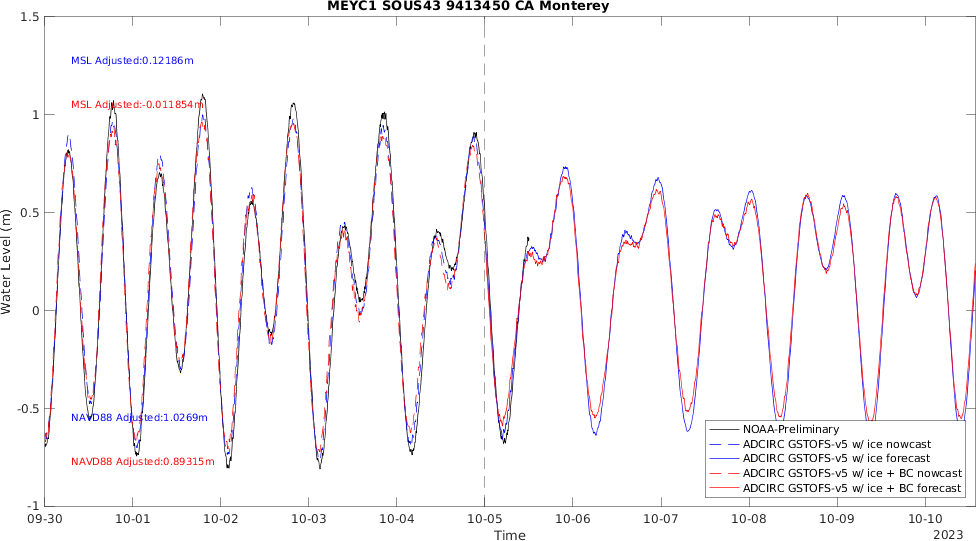 MEYC1 SOUS43 9413450 CA Monterey
1.5
MSL Adjusted:0.12186m
MSL Adjusted:-0.011854m
1
0.5
Water Level (m)
0
-0.5
NAVD88 Adjusted:1.0269m
NAVD88 Adjusted:0.89315m
-1
NOAA-Preliminary
ADCIRC GSTOFS-v5 w/ ice nowcast
ADCIRC GSTOFS-v5 w/ ice forecast
ADCIRC GSTOFS-v5 w/ ice + BC nowcast
ADCIRC GSTOFS-v5 w/ ice + BC forecast
09-30 10-01 10-02 10-03 10-04 10-05 10-06 10-07 10-08 10-09 10-10
Time
2023